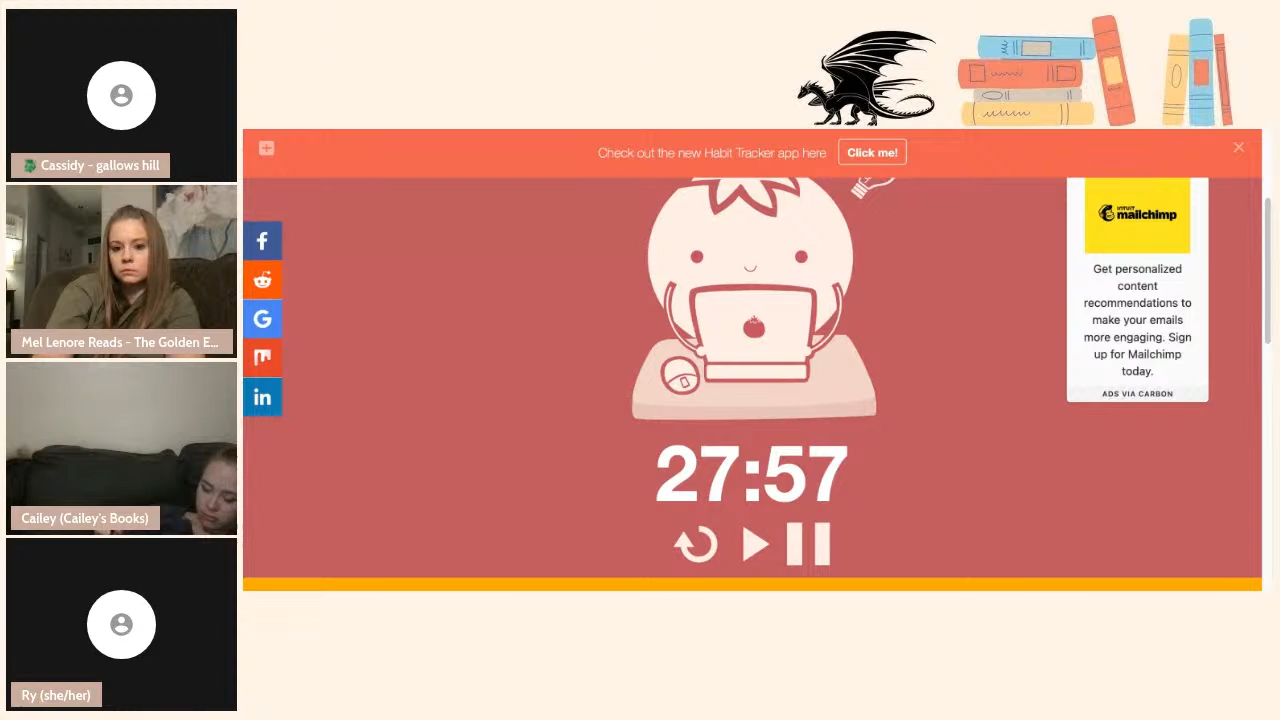 Cassidy - gallows hill
Mel Lenore Reads - The Golden E...
Cailey (Cailey's Books)
Ry (she/her)
Check out the new Habit Tracker app here
Click me!
INTUIT
mailchimp
Get personalized
content
recommendations to
make your emails
more engaging. Sign
up for Mailchimp
today.
ADS VIA CARBON
f
G
in
27:57